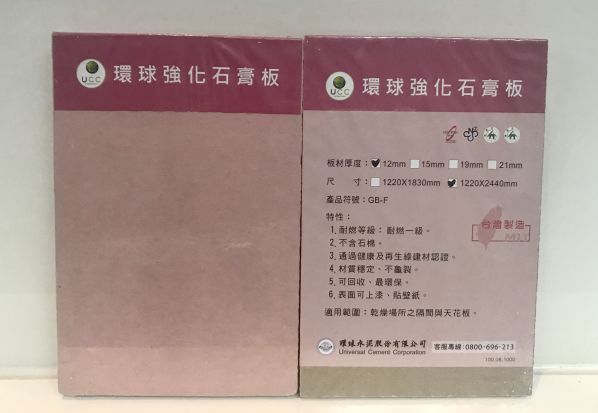 UCC 環球強化石膏板
UCC 環球強化石膏板
板材厚度：12mm 15mm 19mm 21mm
尺 寸：1220X1830mm 1220X2440mm
產品符號：GB-F
特性：
1.耐燃等級：耐燃一級。
2.不含石棉。
3.通過健康及再生綠建材認證。
4.材質穩定、不龜裂。
5.可回收、最環保。
6.表面可上漆、貼壁紙。
台灣製造
MIT
適用範圍：乾燥場所之隔間與天花板。
環球水泥股份有限公司
Universal Cement Corporation
客服專線：0800-696-213
100.08.1000